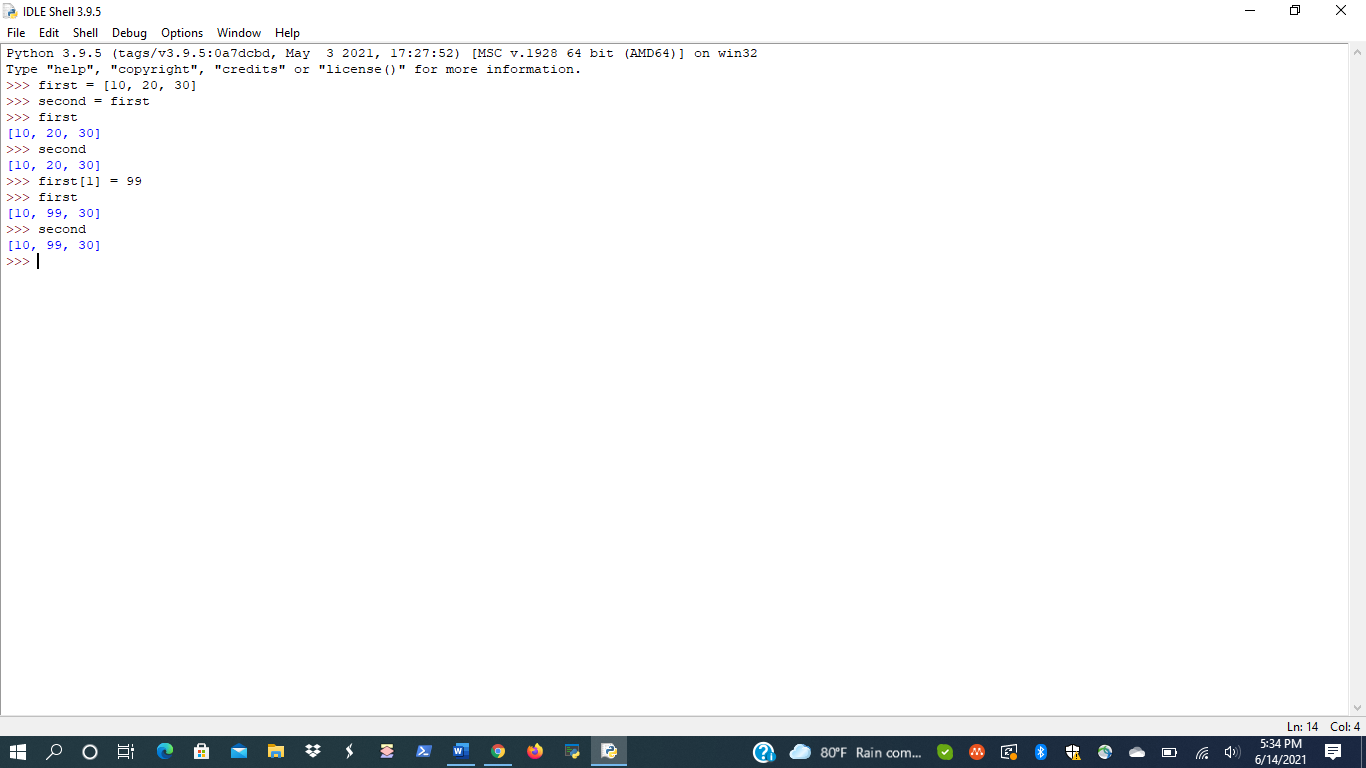 IDLE Shell 3.9.5
File Edit Shell Debug Options Window Help
Python 3.9.5 (tags/v3.9.5:0a7dcbd, May  3 2021, 17:27:52) [MSC v.1928 64 bit (AMD64)] on win32
Type "help", "copyright", "credits" or "license()" for more information.
>>> first = [10, 20, 30]
>>> second = first
>>> first
[10, 20, 30]
>>> second
[10, 20, 30]
>>> first[1] = 99
>>> first
[10, 99, 30]
>>> second
[10, 99, 30]
>>>
Ln: 14 Col: 4
80°F Rain com...
5:34 PM
6/14/2021